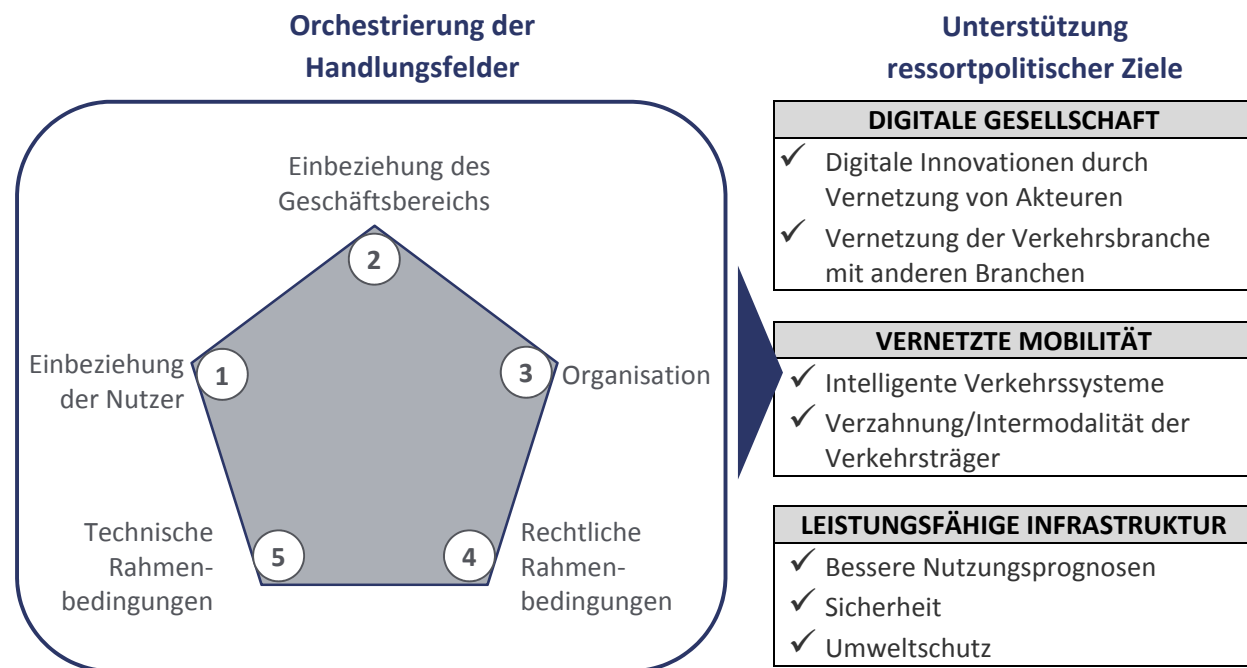 Orchestrierung der
Handlungsfelder
Einbeziehung des
Geschäftsbereichs
2
Einbeziehung
der Nutzer
1
3
Organisation
Technische
Rahmen-
bedingungen
5
4
Rechtliche
Rahmen-
bedingungen
Unterstützung
ressortpolitischer Ziele
DIGITALE GESELLSCHAFT
✓ Digitale Innovationen durch
Vernetzung von Akteuren
✓ Vernetzung der Verkehrsbranche
mit anderen Branchen
VERNETZTE MOBILITÄT
✓ Intelligente Verkehrssysteme
✓ Verzahnung/Intermodalität der
Verkehrsträger
LEISTUNGSFÄHIGE INFRASTRUKTUR
✓ Bessere Nutzungsprognosen
✓ Sicherheit
✓ Umweltschutz